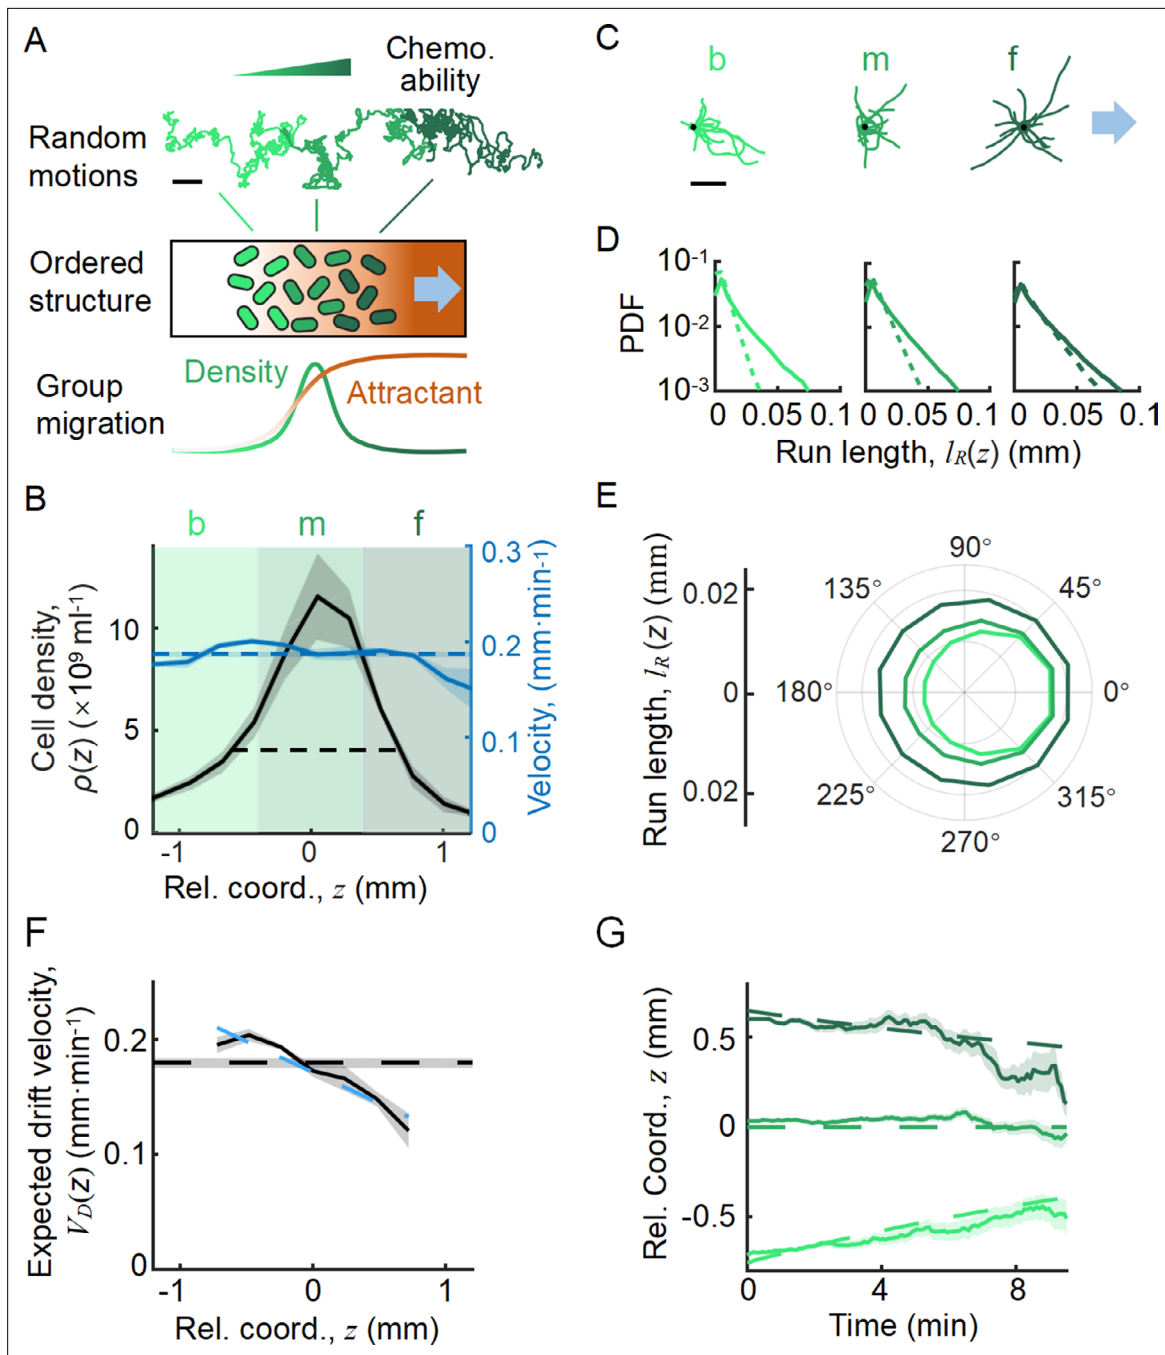 A
Chemo.
ability
Random
motions
Ordered
structure
Density
Attractant
Group
migration
B
b
m
f
Cell density,
ρ(z) (×10⁹ ml⁻¹)
10
5
0
0.3
0.2
0.1
0
Velocity, (mm·min⁻¹)
-1
0
1
Rel. coord., z (mm)
C
b
m
f
D
PDF
10⁻¹
10⁻²
10⁻³
0
0.05
0.1
0
0.05
0.1
0
0.05
0.1
Run length, l_R(z) (mm)
E
Run length, l_R (z) (mm)
0.02
0
0.02
90°
135°
45°
180°
0°
225°
315°
270°
F
Expected drift velocity,
V_D(z) (mm·min⁻¹)
0.2
0.1
0
-1
0
1
Rel. coord., z (mm)
G
Rel. Coord., z (mm)
0.5
0
-0.5
0
4
8
Time (min)